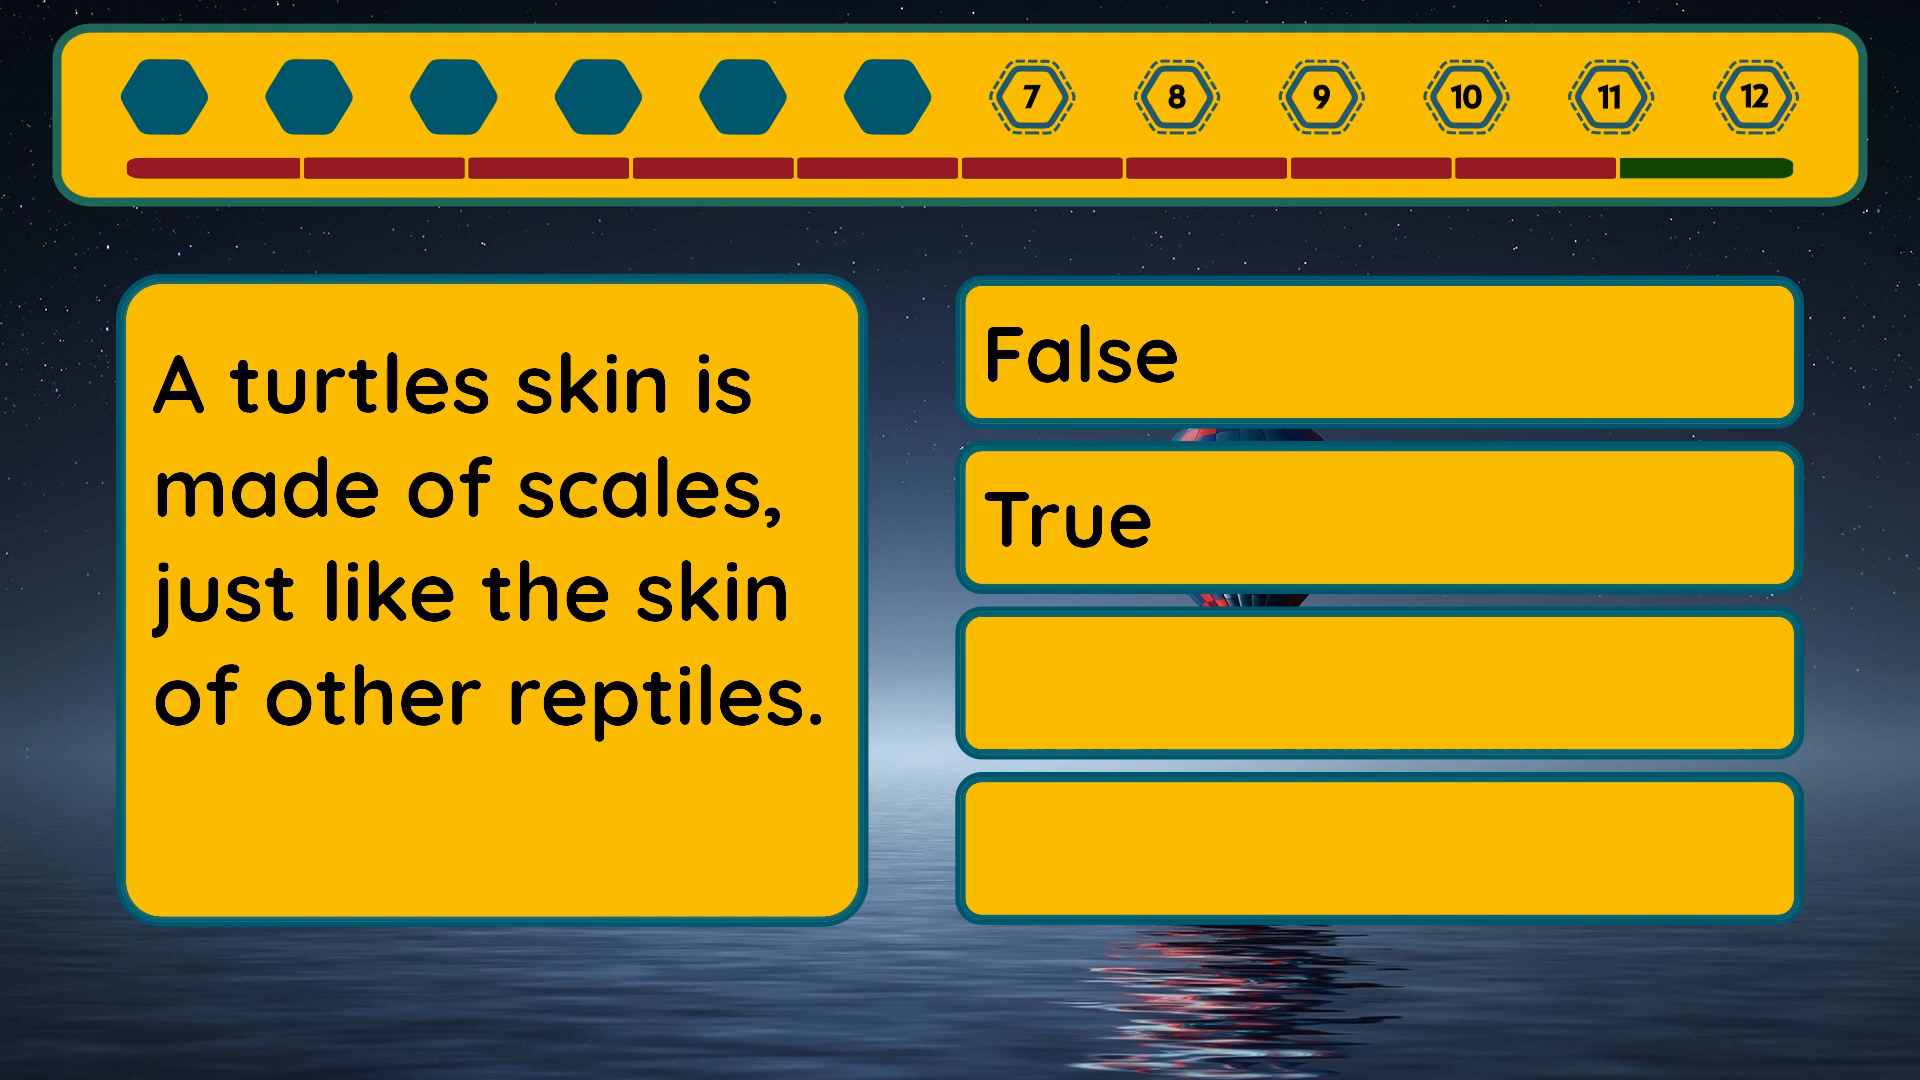 7 8 9 10 11 12
A turtles skin is
made of scales,
just like the skin
of other reptiles.
False
True